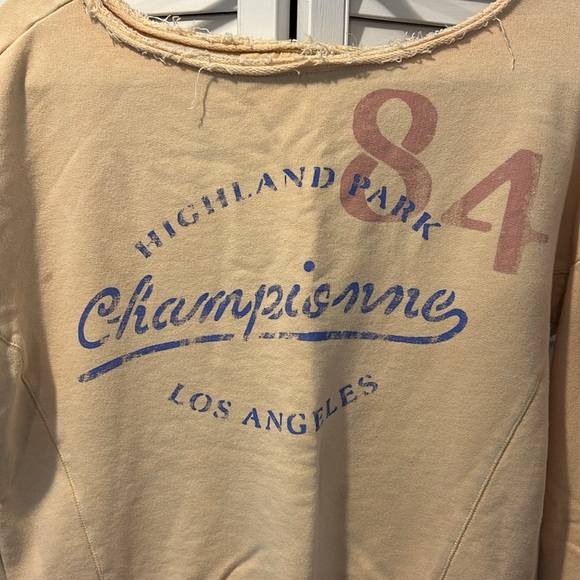 84
HIGHLAND PARK
Championne
LOS ANGELES